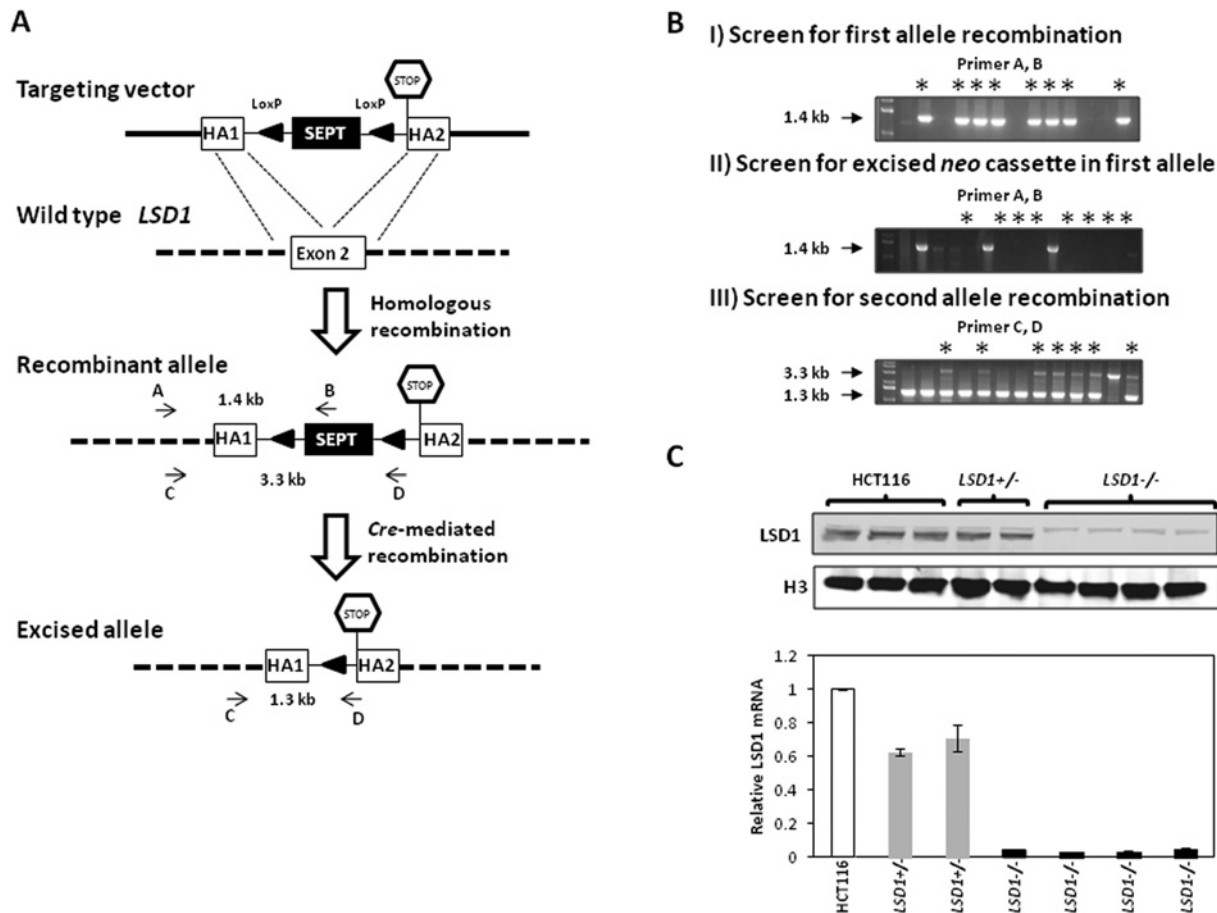 A
Targeting vector
STOP
LoxP
LoxP
HA1
SEPT
HA2
Wild type LSD1
Exon 2
Homologous
recombination
Recombinant allele
STOP
A
1.4 kb
B
HA1
SEPT
HA2
C
3.3 kb
D
Cre-mediated
recombination
Excised allele
STOP
HA1
HA2
C
1.3 kb
D
B
I) Screen for first allele recombination
Primer A, B
* * * * * * * *
1.4 kb
II) Screen for excised neo cassette in first allele
Primer A, B
* * * * * * * *
1.4 kb
III) Screen for second allele recombination
Primer C, D
* * * * * * *
3.3 kb
1.3 kb
C
HCT116 LSD1+/- LSD1-/-
LSD1
H3
Relative LSD1 mRNA
1.2
1
0.8
0.6
0.4
0.2
0
HCT116
LSD1+/-
LSD1+/-
LSD1-/-
LSD1-/-
LSD1-/-
LSD1-/-